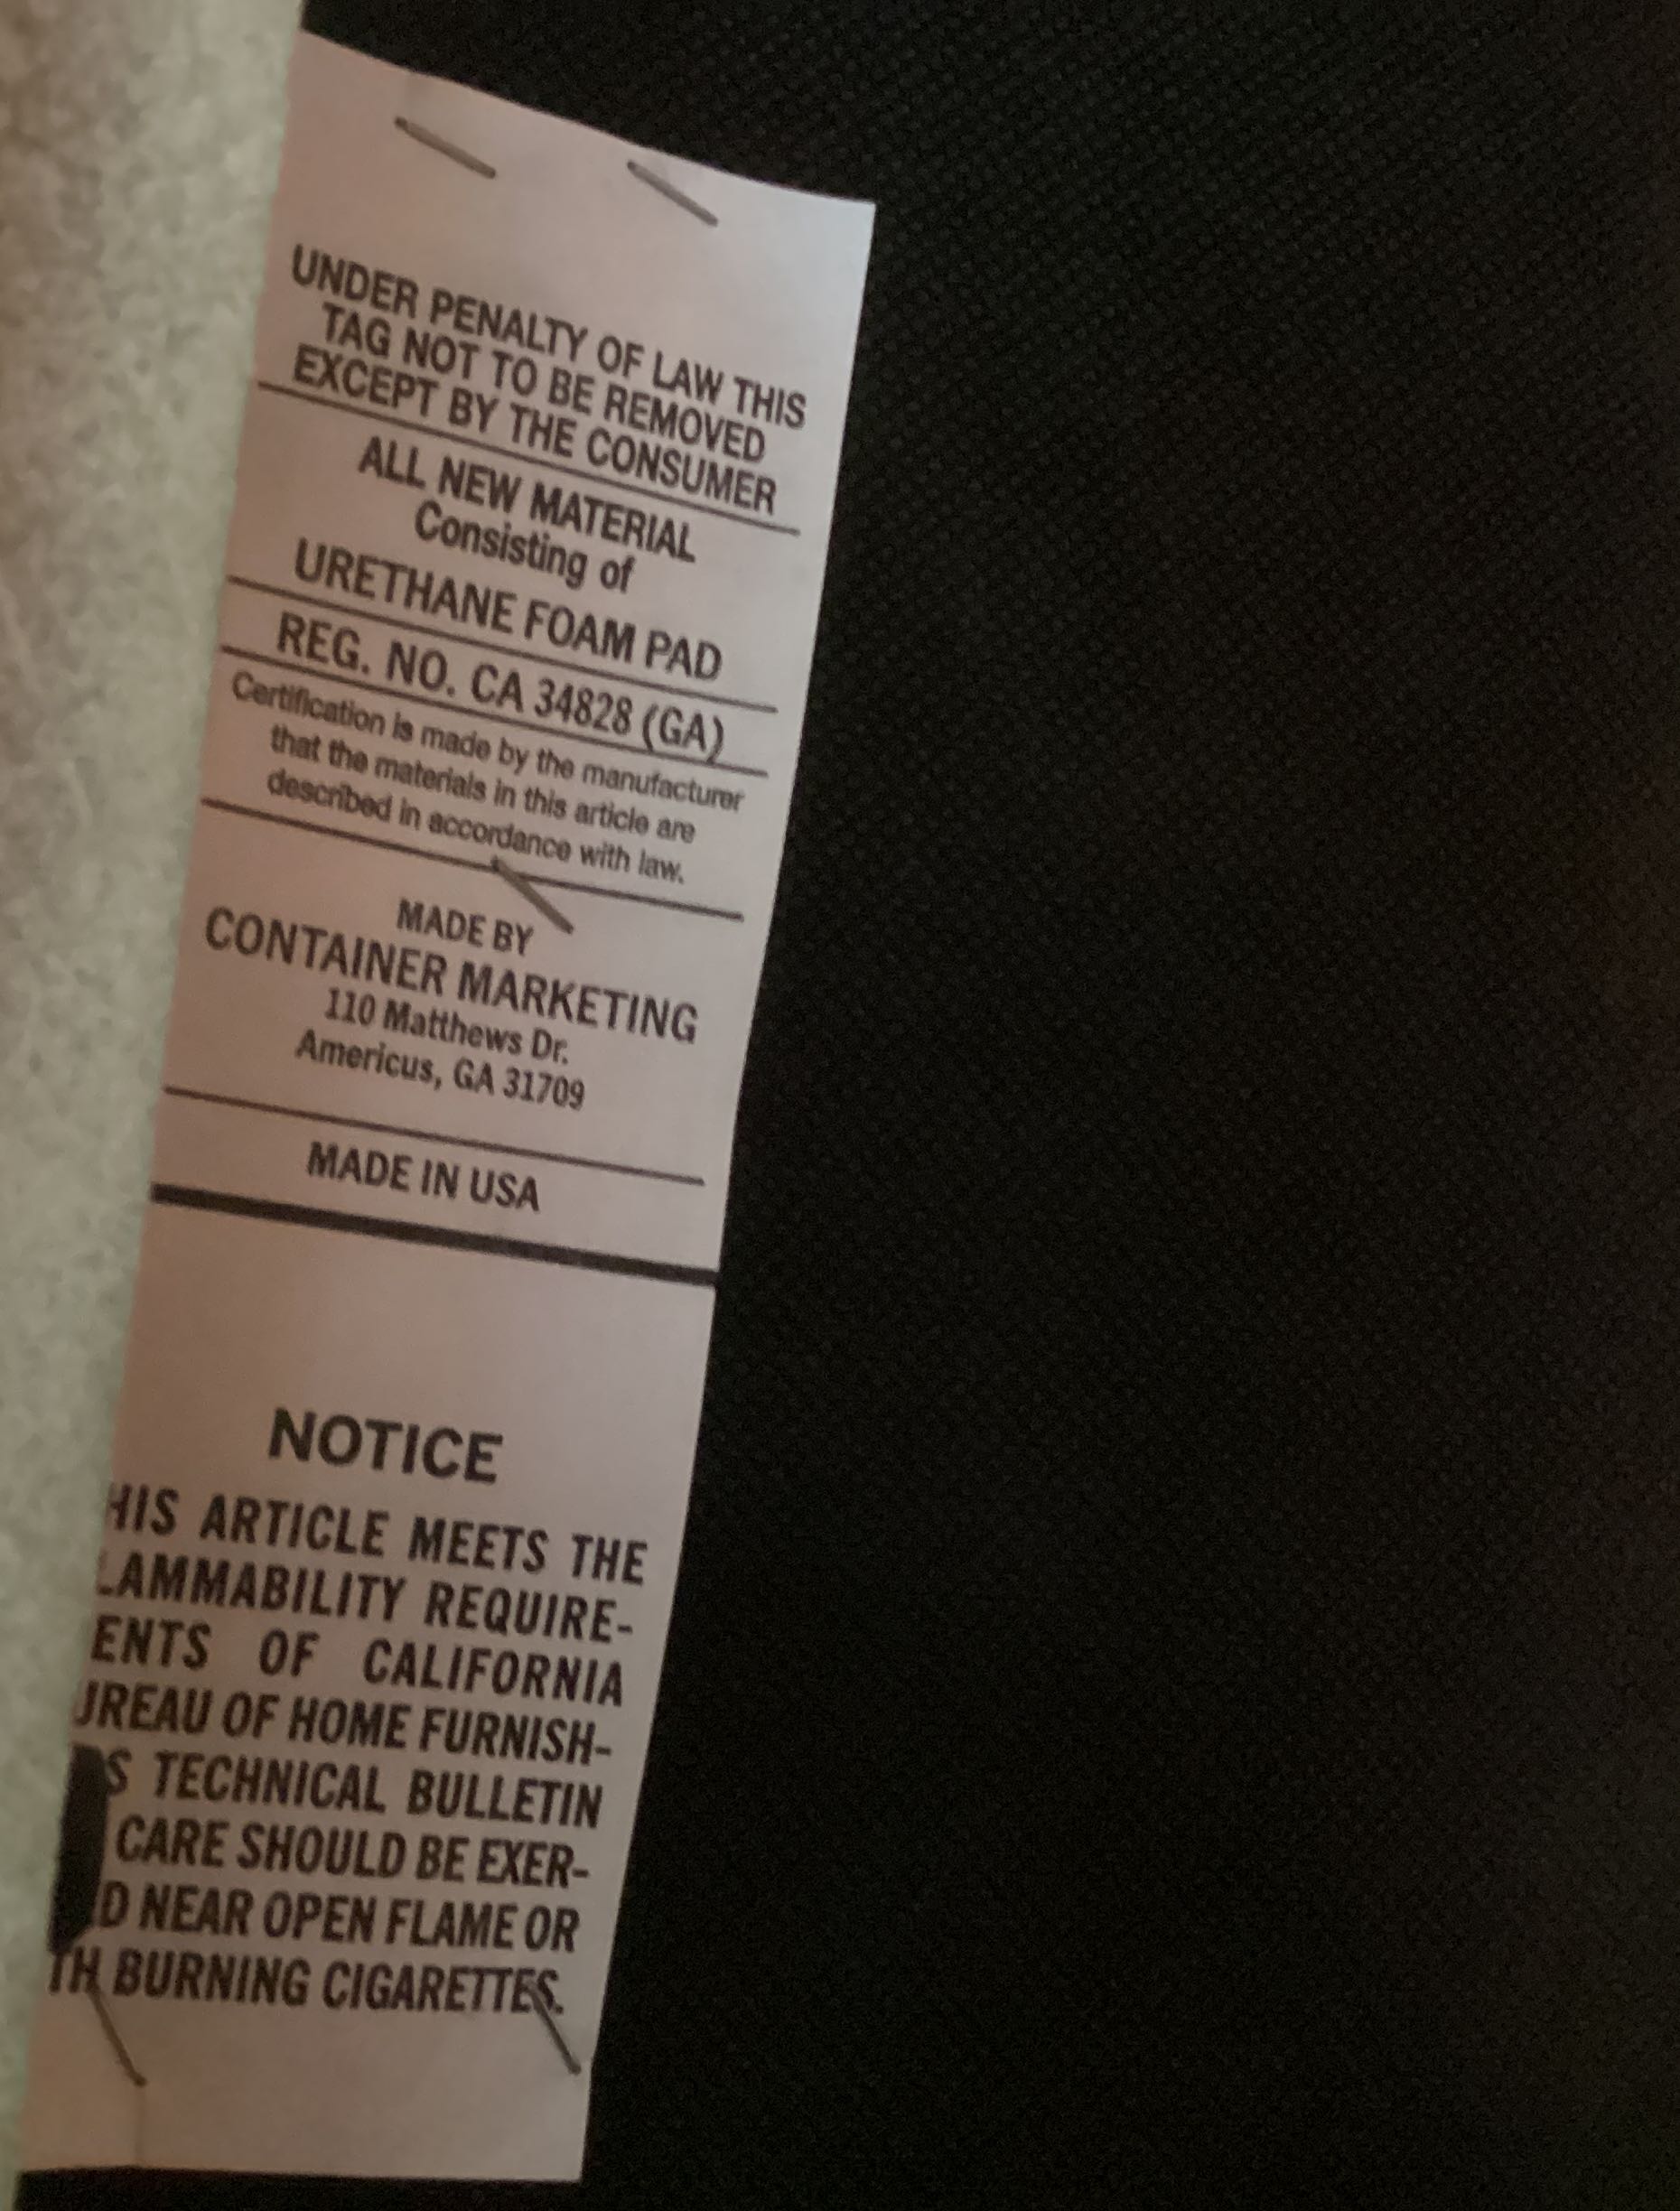 UNDER PENALTY OF LAW THIS
TAG NOT TO BE REMOVED
EXCEPT BY THE CONSUMER
ALL NEW MATERIAL
Consisting of
URETHANE FOAM PAD
REG. NO. CA 34828 (GA)
Certification is made by the manufacturer
that the materials in this article are
described in accordance with law.
MADE BY
CONTAINER MARKETING
110 Matthews Dr.
Americus, GA 31709
MADE IN USA
NOTICE
HIS ARTICLE MEETS THE
LAMMABILITY REQUIRE-
ENTS OF CALIFORNIA
UREAU OF HOME FURNISH-
S TECHNICAL BULLETIN
CARE SHOULD BE EXER-
D NEAR OPEN FLAME OR
TH BURNING CIGARETTES.